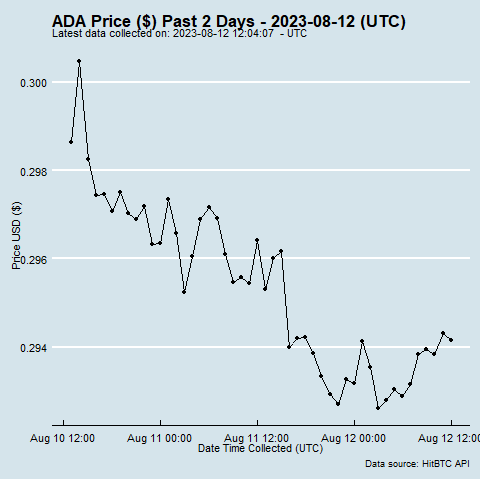 ADA Price ($) Past 2 Days - 2023-08-12 (UTC)
Latest data collected on: 2023-08-12 12:04:07  - UTC
Price USD ($)
0.300
0.298
0.296
0.294
Aug 10 12:00 Aug 11 00:00 Aug 11 12:00 Aug 12 00:00 Aug 12 12:00
Date Time Collected (UTC)
Data source: HitBTC API